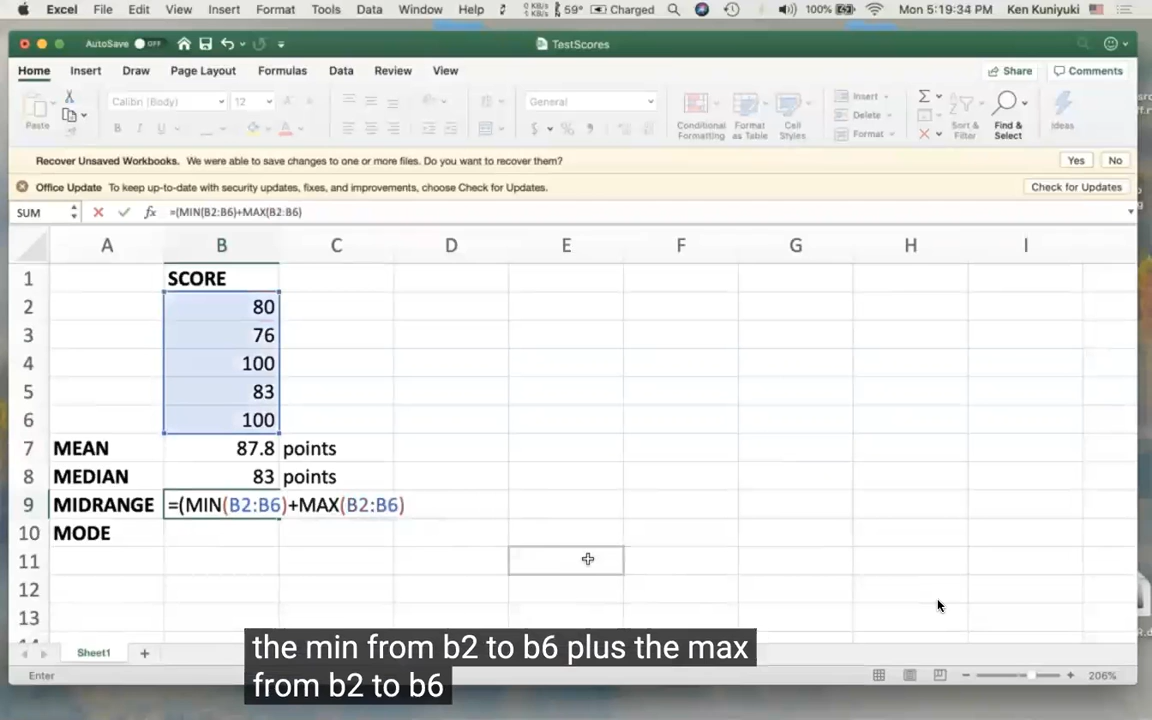 Excel File Edit View Insert Format Tools Data Window Help 0 KB/s 0 KB/s 59° Charged 100% Mon 5:19:34 PM Ken Kuniyuki
AutoSave OFF TestScores
Home Insert Draw Page Layout Formulas Data Review View Share Comments
Paste Calibri (Body) 12 General Conditional Formatting Format as Table Cell Styles Insert Delete Format Sort & Filter Find & Select Ideas
Recover Unsaved Workbooks. We were able to save changes to one or more files. Do you want to recover them? Yes No
Office Update To keep up-to-date with security updates, fixes, and improvements, choose Check for Updates. Check for Updates
SUM fx =(MIN(B2:B6)+MAX(B2:B6)
A B C D E F G H I
1 SCORE
2 80
3 76
4 100
5 83
6 100
7 MEAN 87.8 points
8 MEDIAN 83 points
9 MIDRANGE =(MIN(B2:B6)+MAX(B2:B6)
10 MODE
11
12
13
the min from b2 to b6 plus the max
from b2 to b6
Sheet1
Enter 206%